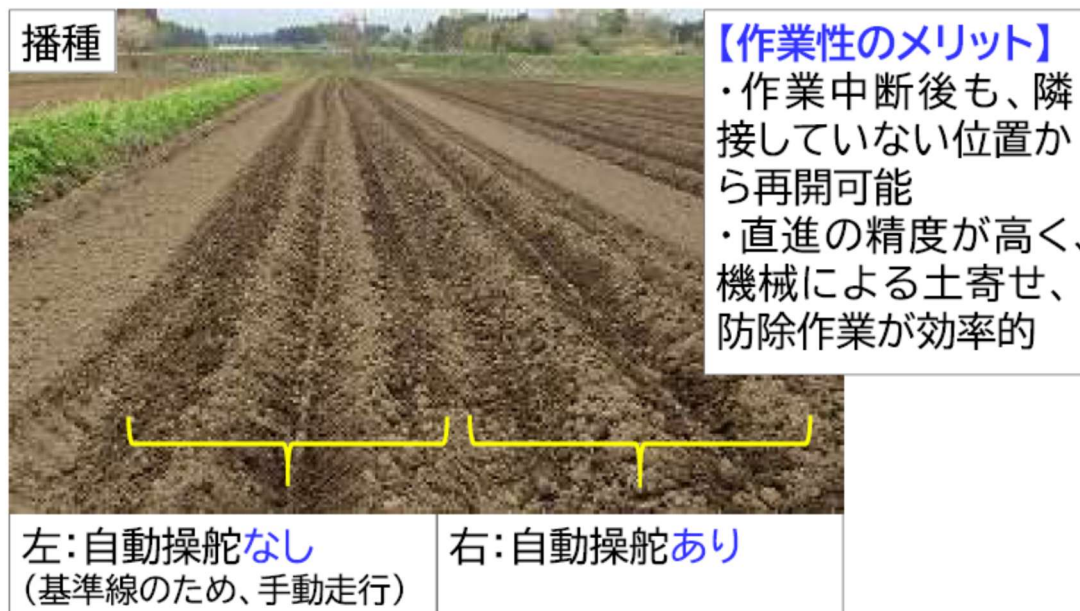 播種
【作業性のメリット】
・作業中断後も、隣
接していない位置か
ら再開可能
・直進の精度が高く、
機械による土寄せ、
防除作業が効率的
左：自動操舵なし
（基準線のため、手動走行）
右：自動操舵あり